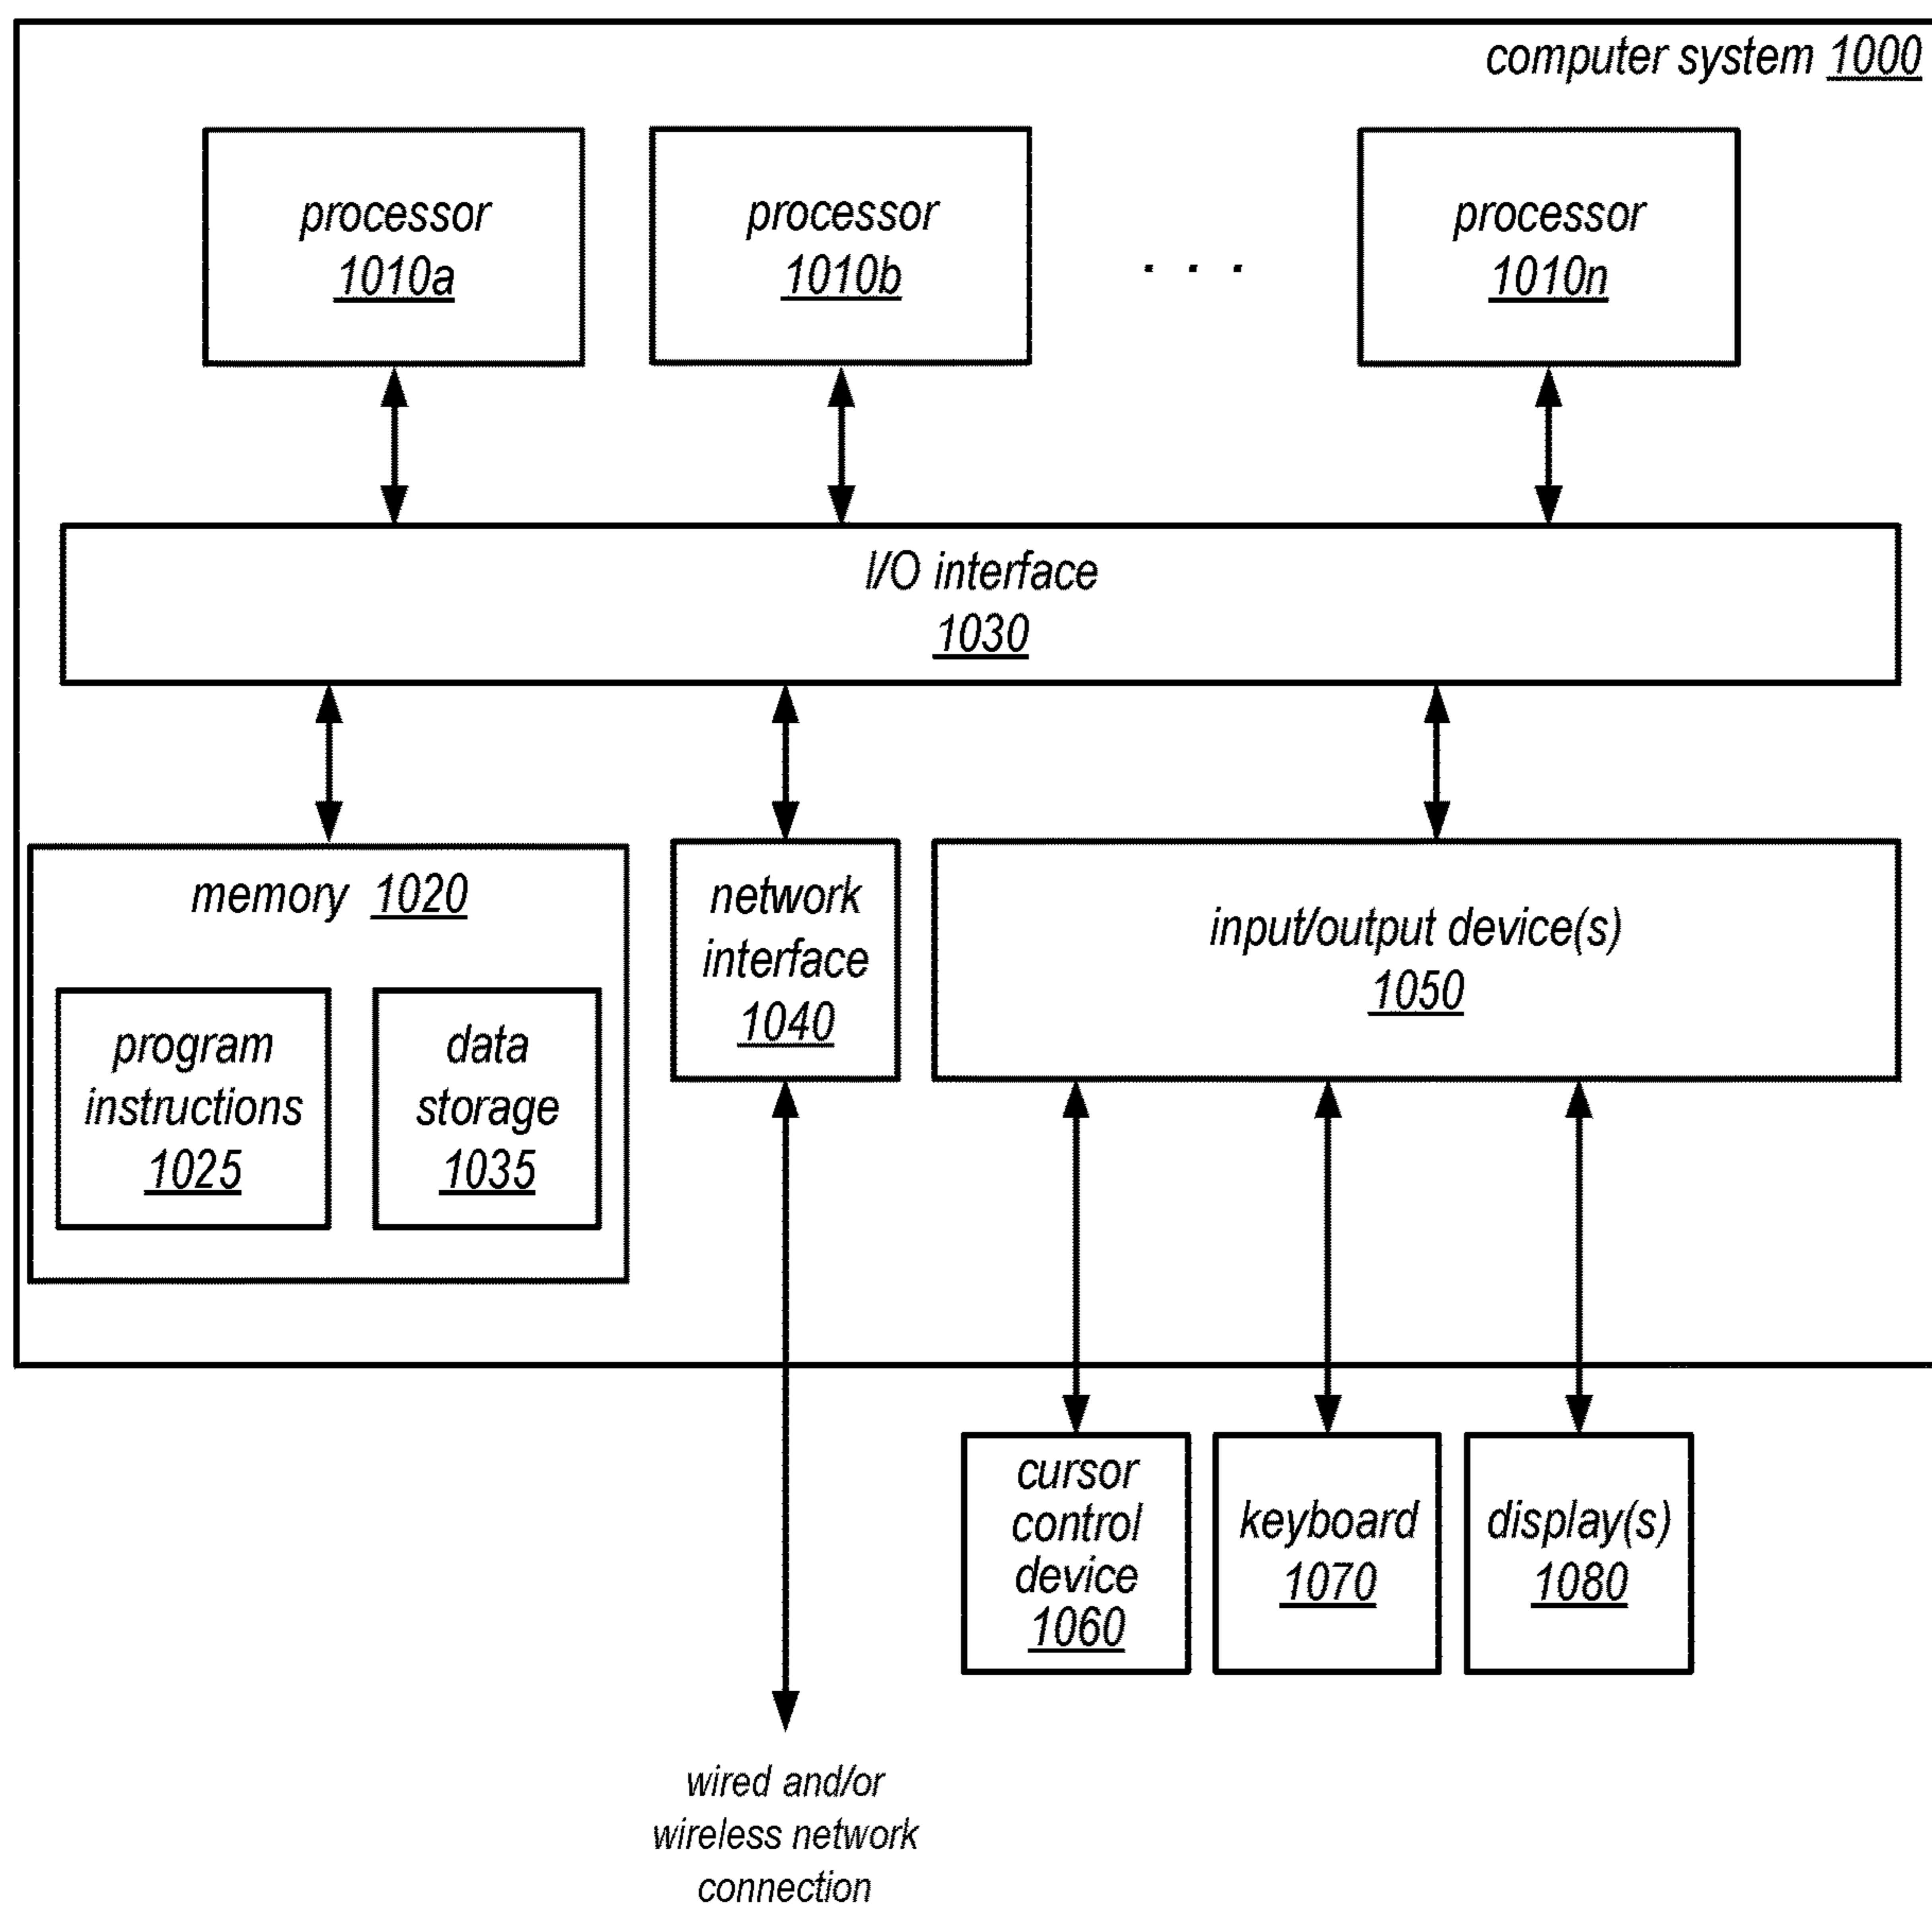 computer system 1000
processor
1010a
processor
1010b
. . .
processor
1010n
I/O interface
1030
memory 1020
program
instructions
1025
data
storage
1035
network
interface
1040
input/output device(s)
1050
cursor
control
device
1060
keyboard
1070
display(s)
1080
wired and/or
wireless network
connection